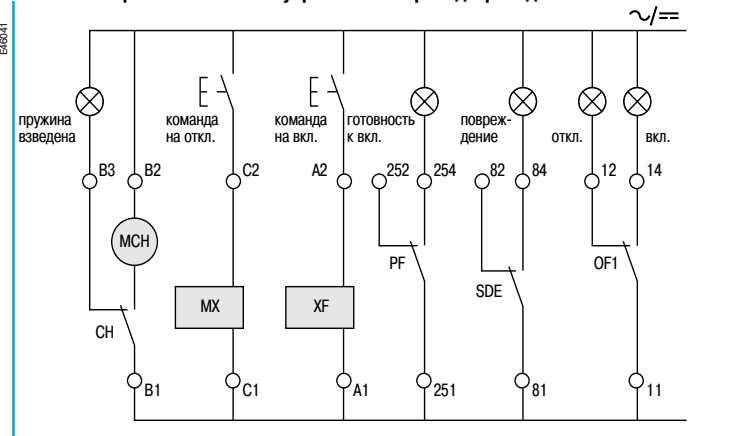 E46041
~/==
пружина
взведена
команда
на откл.
команда
на вкл.
готовность
к вкл.
повреж-
дение
откл.
вкл.
B3
B2
C2
A2
252
254
82
84
12
14
MCH
PF
OF1
SDE
MX
XF
CH
B1
C1
A1
251
81
11